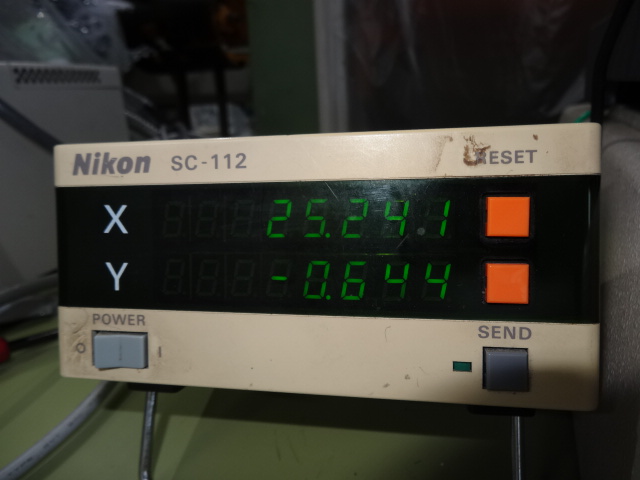 Nikon SC-112 RESET
X 25.241
Y -0.644
POWER
SEND